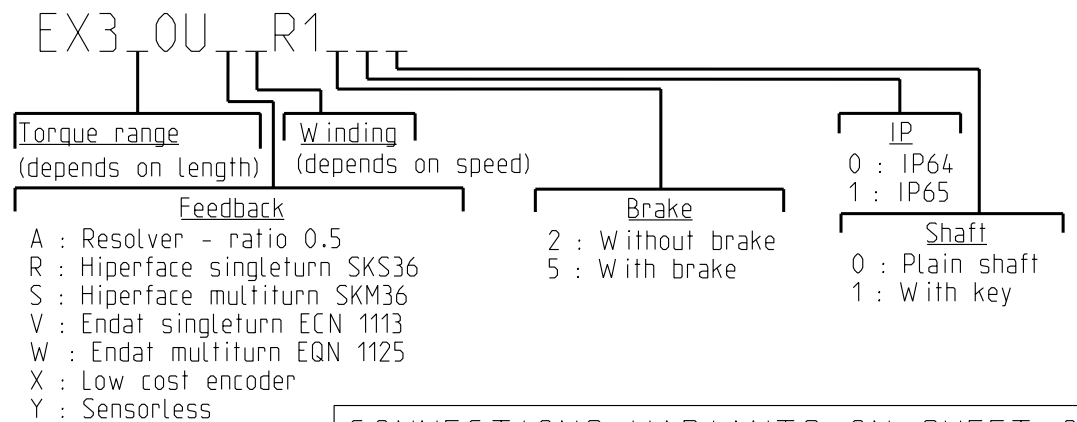 EX3_OU_ _R1_ _ _
Torque range
(depends on length)
Winding
(depends on speed)
IP
0 : IP64
1 : IP65
Feedback
A : Resolver - ratio 0.5
R : Hiperface singleturn SKS36
S : Hiperface multiturn SKM36
V : Endat singleturn ECN 1113
W : Endat multiturn EQN 1125
X : Low cost encoder
Y : Sensorless
Brake
2 : Without brake
5 : With brake
Shaft
0 : Plain shaft
1 : With key